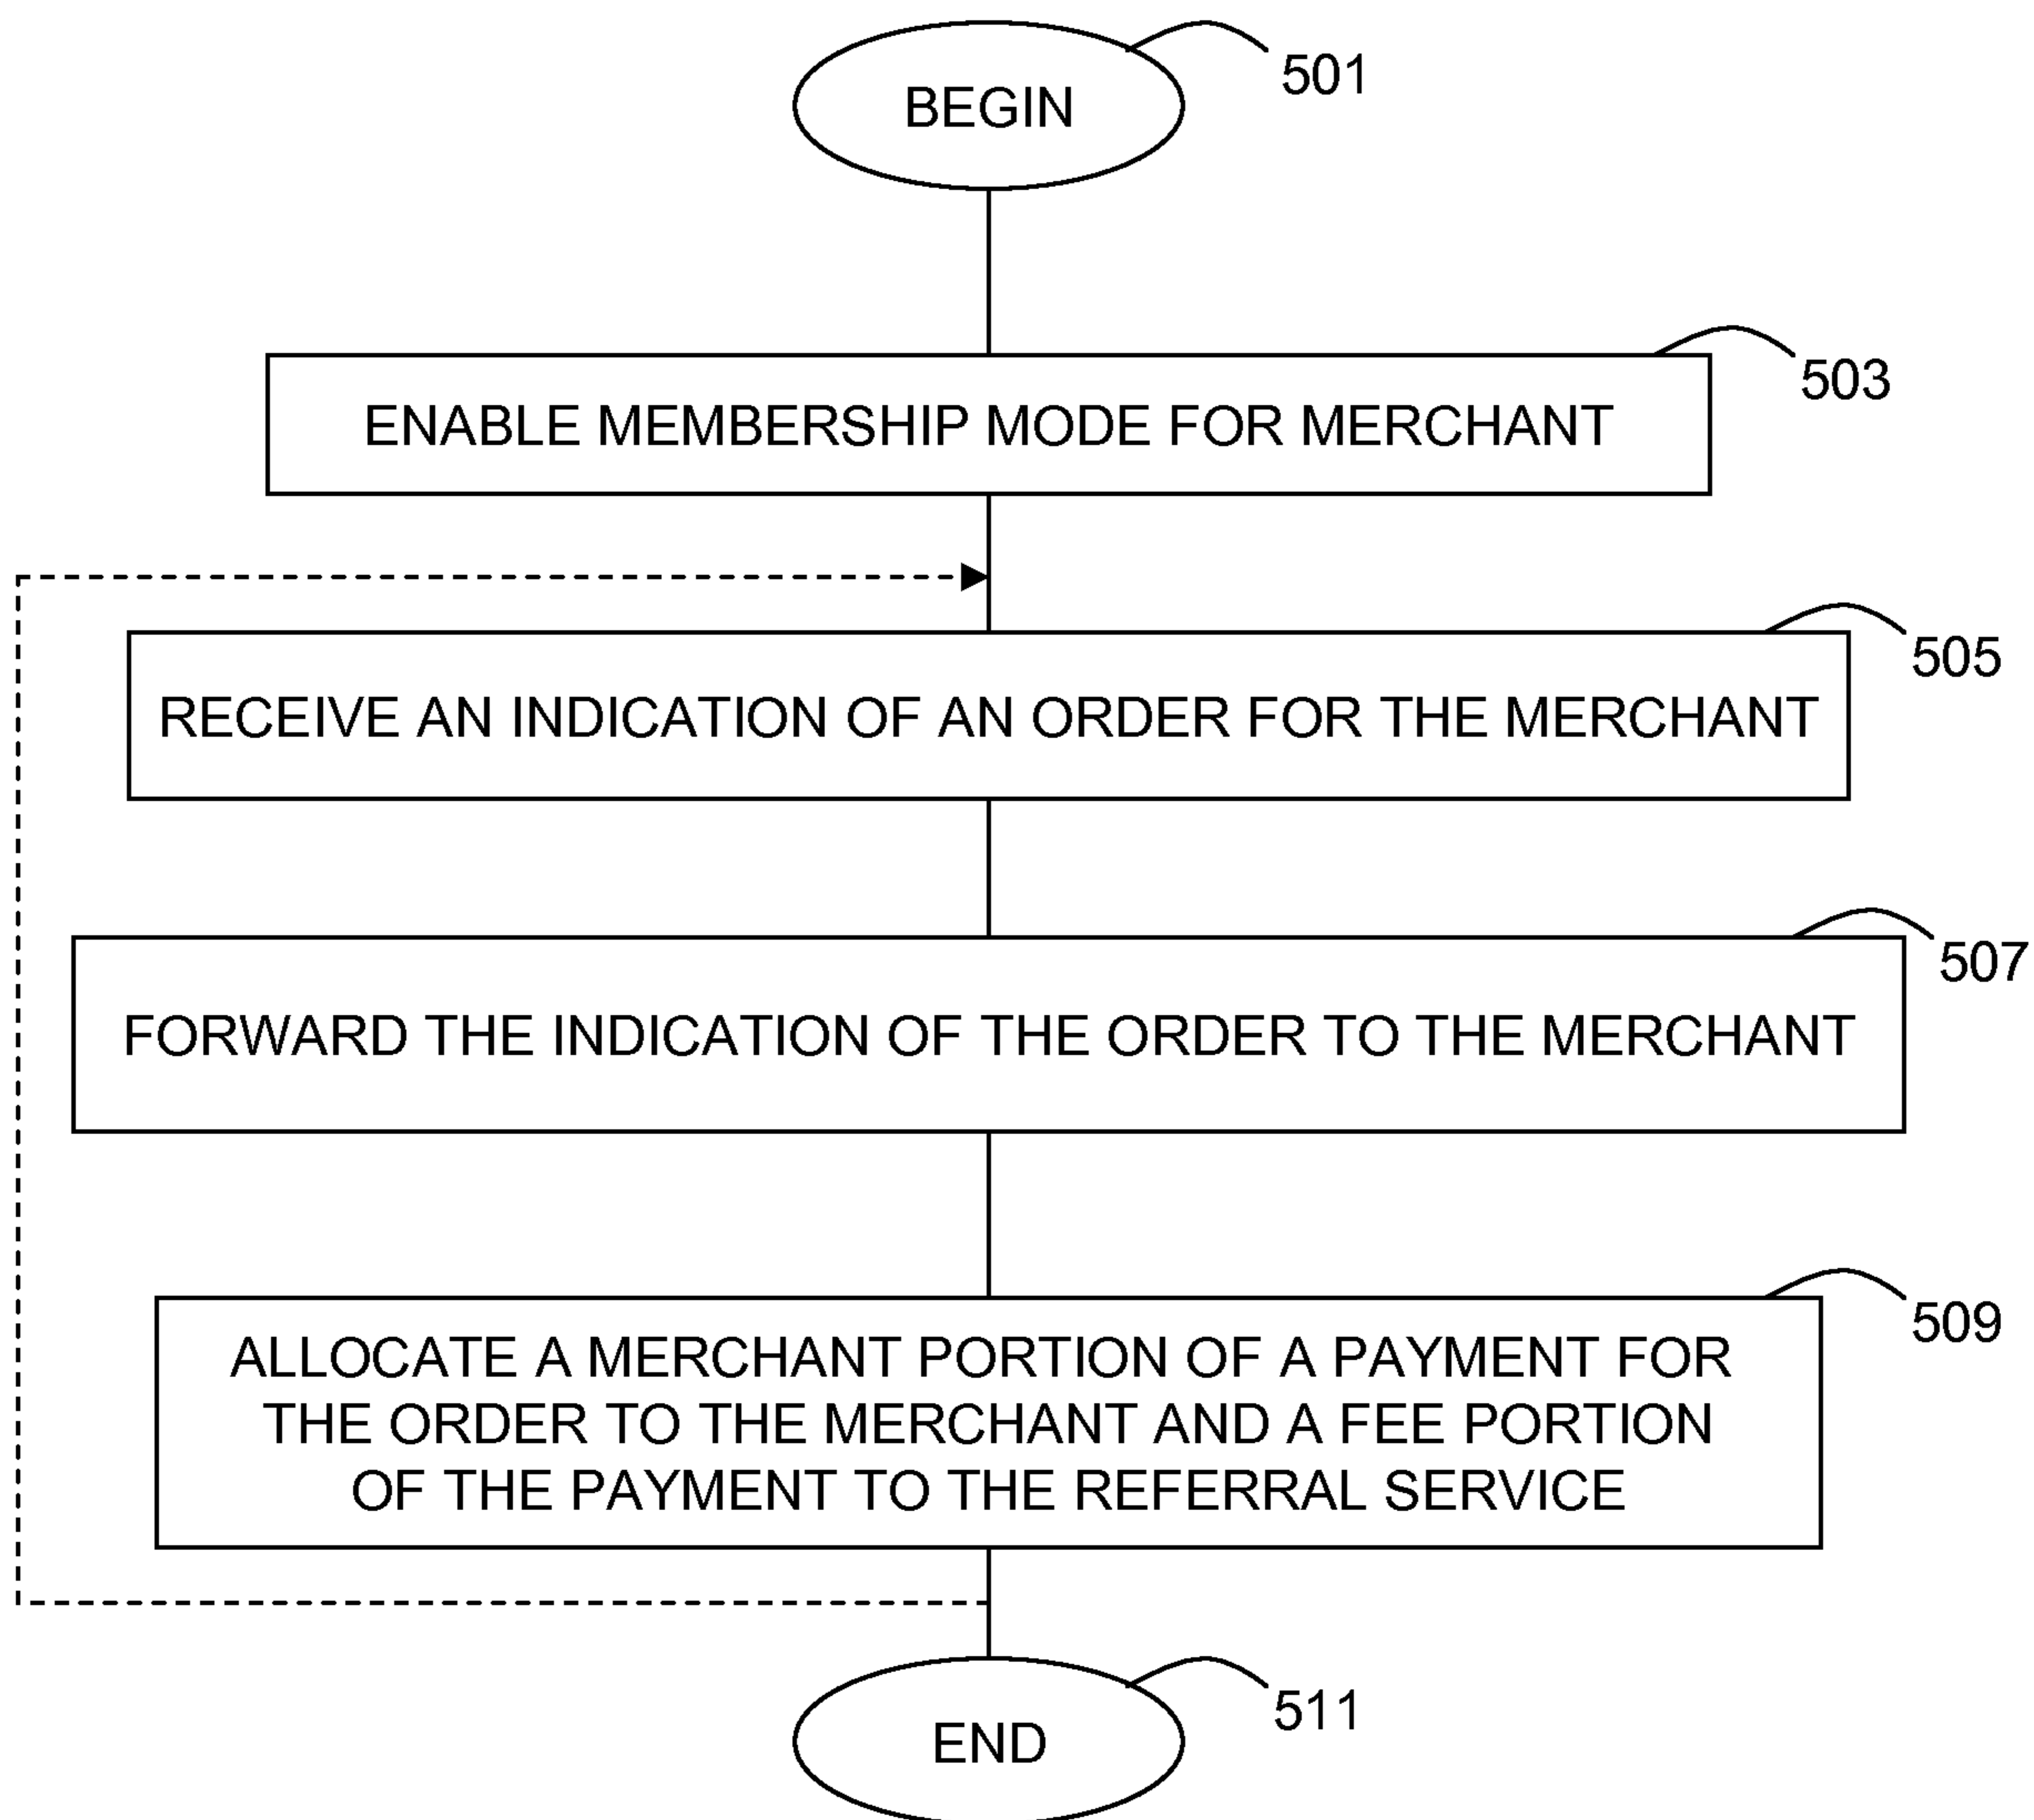 BEGIN
501
ENABLE MEMBERSHIP MODE FOR MERCHANT
503
RECEIVE AN INDICATION OF AN ORDER FOR THE MERCHANT
505
FORWARD THE INDICATION OF THE ORDER TO THE MERCHANT
507
ALLOCATE A MERCHANT PORTION OF A PAYMENT FOR
THE ORDER TO THE MERCHANT AND A FEE PORTION
OF THE PAYMENT TO THE REFERRAL SERVICE
509
END
511